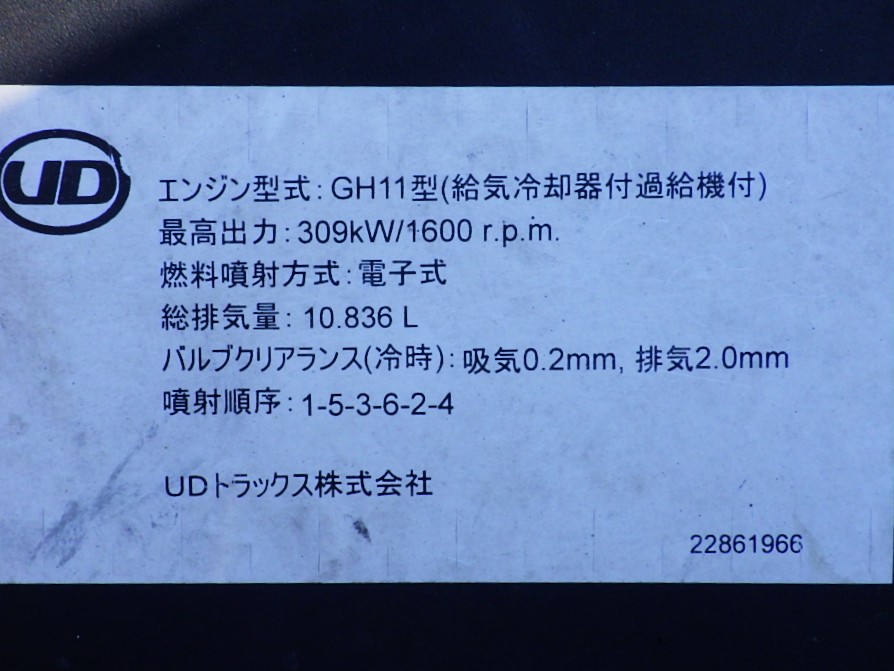 UD
エンジン型式：GH11型(給気冷却器付過給機付)
最高出力：309kW/1600 r.p.m.
燃料噴射方式：電子式
総排気量：10.836 L
バルブクリアランス(冷時)：吸気0.2mm, 排気2.0mm
噴射順序：1-5-3-6-2-4
UDトラックス株式会社
22861966